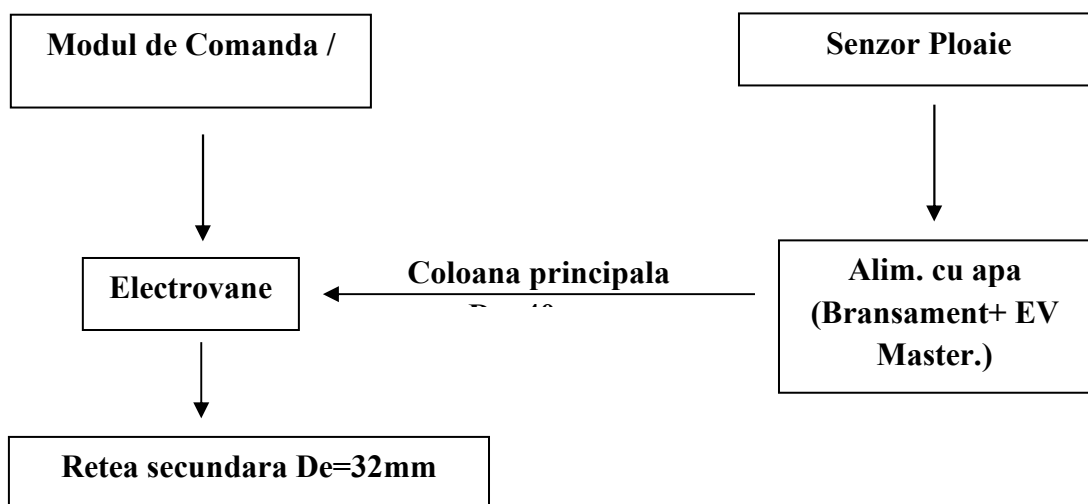 Modul de Comanda /
Senzor Ploaie
Electrovane
Coloana principala
Alim. cu apa
(Bransament+ EV
Master.)
Retea secundara De=32mm